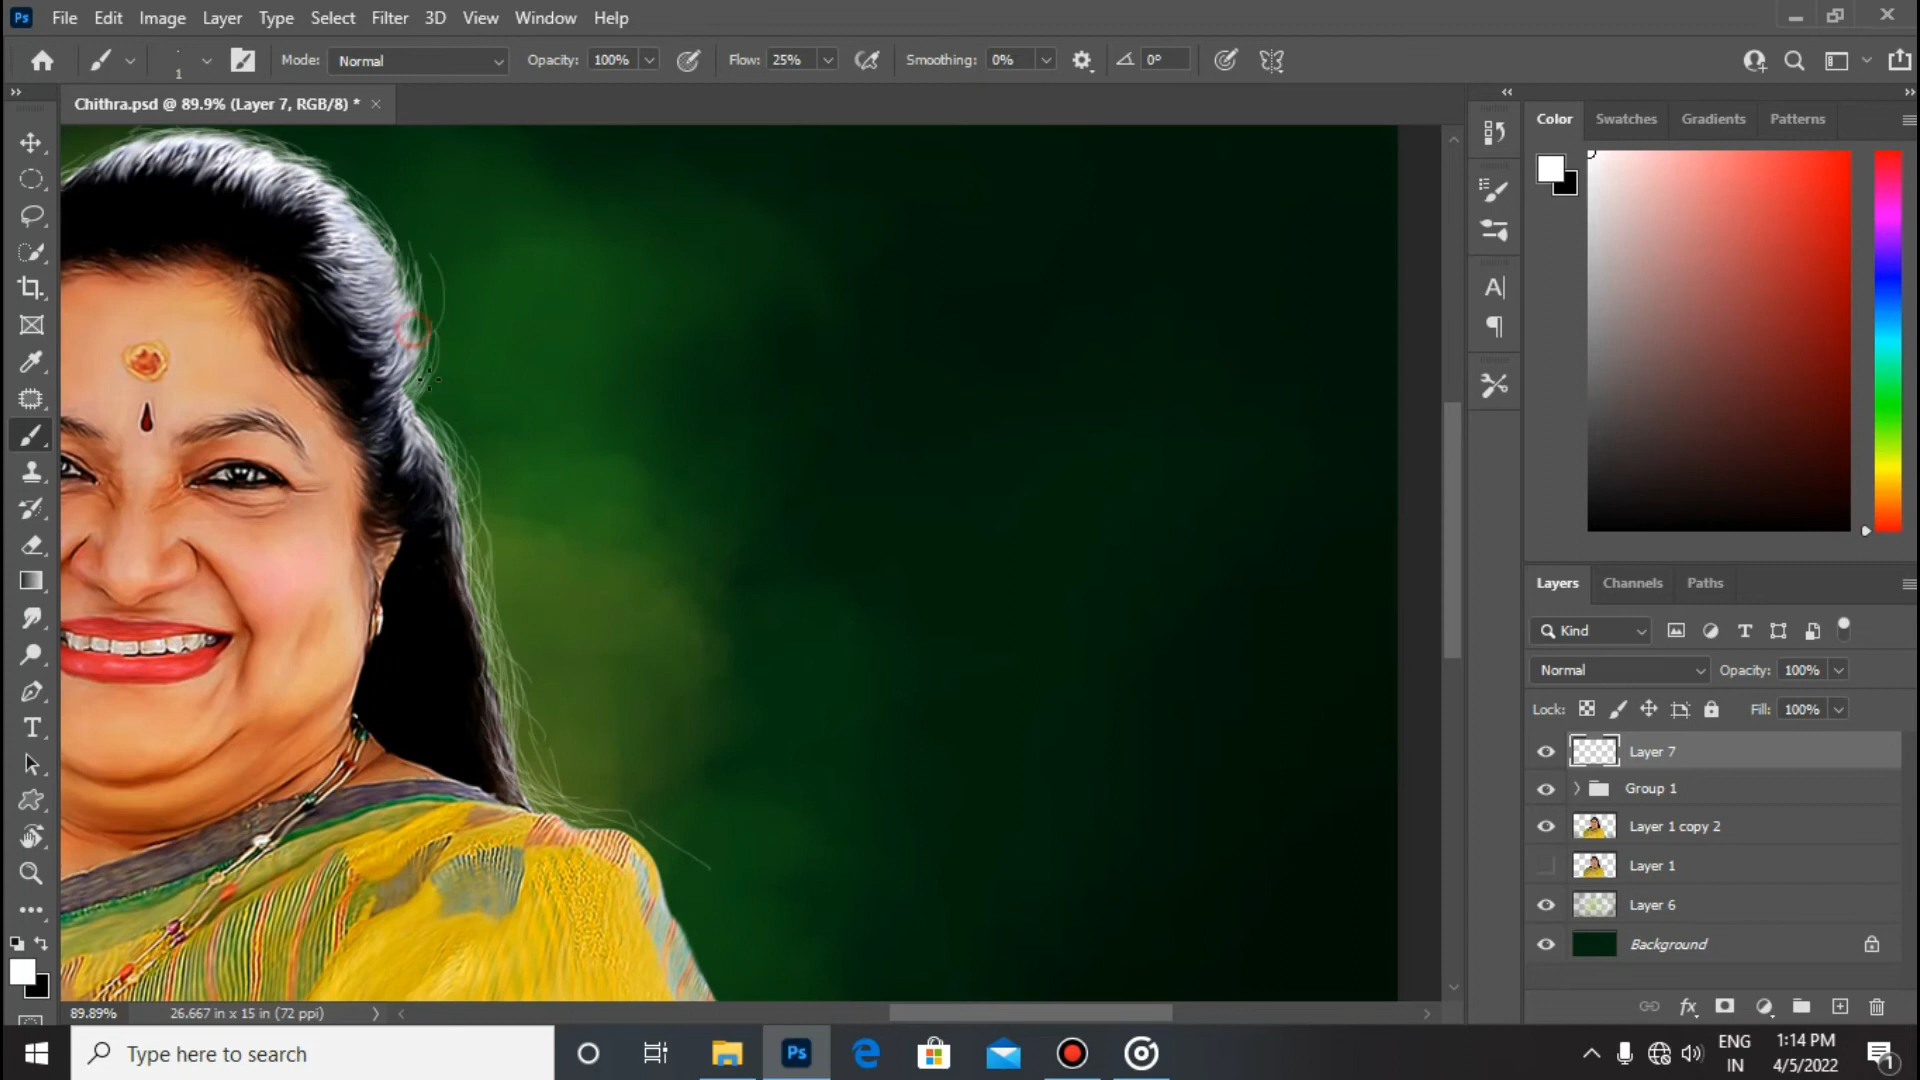 Ps File Edit Image Layer Type Select Filter 3D View Window Help
1 Mode: Normal Opacity: 100% Flow: 25% Smoothing: 0% 0°
Chithra.psd @ 89.9% (Layer 7, RGB/8) * ×
Color Swatches Gradients Patterns
Layers Channels Paths
Kind
Normal Opacity: 100%
Lock: Fill: 100%
Layer 7
Group 1
Layer 1 copy 2
Layer 1
Layer 6
Background
89.89% 26.667 in x 15 in (72 ppi)
Type here to search
Ps
ENG
IN
1:14 PM
4/5/2022
1